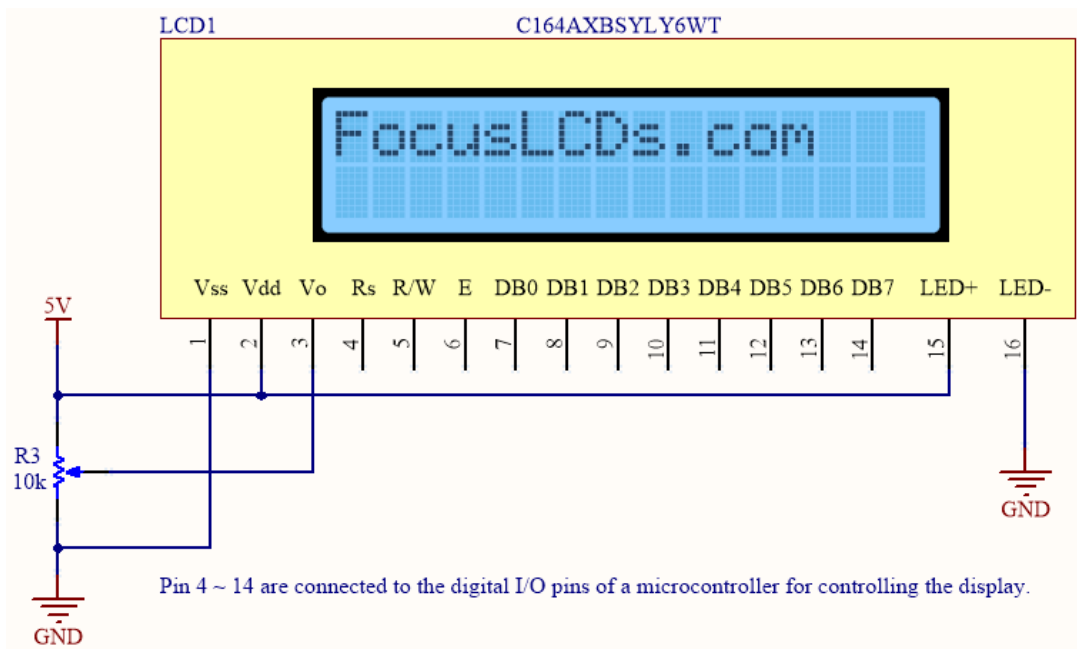 LCD1 C164AXBSYLY6WT
FocusLCDs.com
Vss Vdd Vo Rs R/W E DB0 DB1 DB2 DB3 DB4 DB5 DB6 DB7 LED+ LED-
5V
1 2 3 4 5 6 7 8 9 10 11 12 13 14 15 16
R3
10k
GND
Pin 4 ~ 14 are connected to the digital I/O pins of a microcontroller for controlling the display.
GND